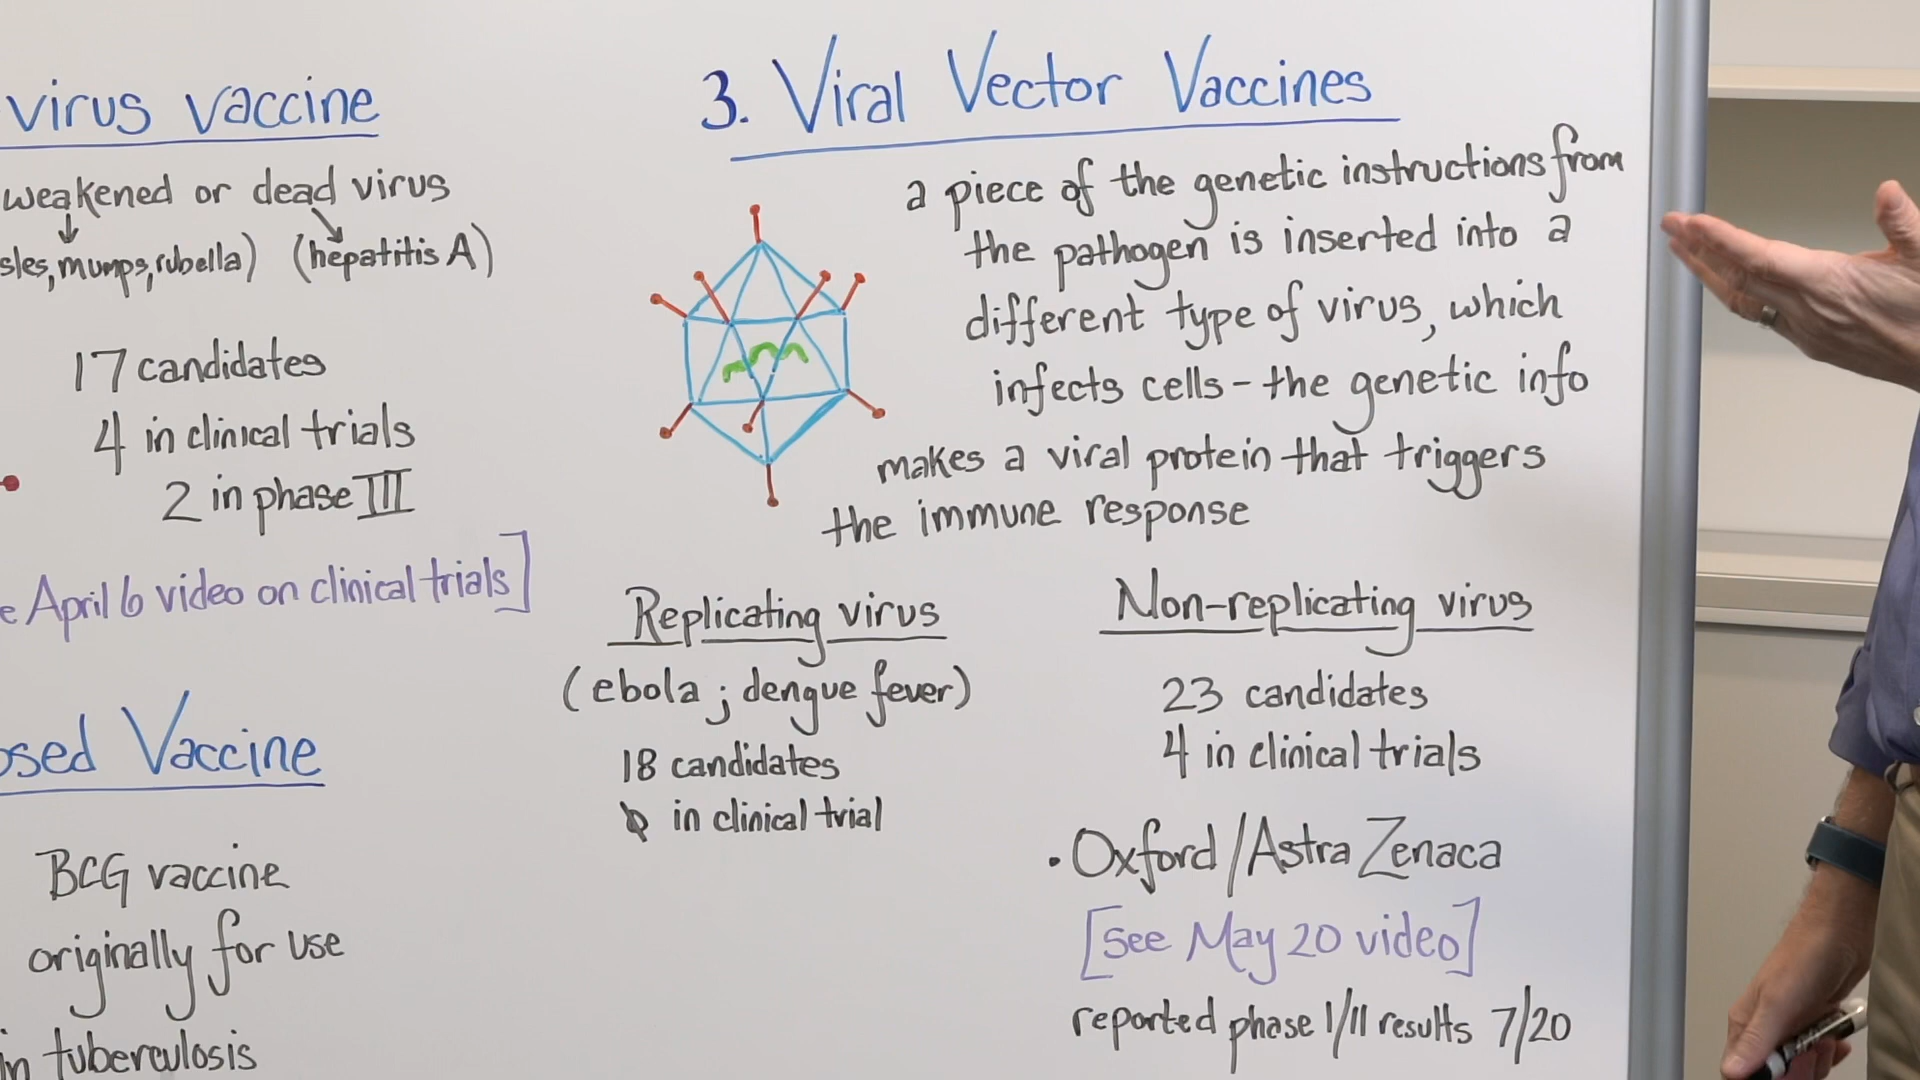 virus vaccine
weakened or dead virus
mumps, rubella) (hepatitis A)
17 candidates
4 in clinical trials
2 in phase III
April 6 video on clinical trials]
Vaccine
BCG vaccine
originally for use
in tuberculosis
3. Viral Vector Vaccines
a piece of the genetic instructions from
the pathogen is inserted into a
different type of virus, which
infects cells - the genetic info
makes a viral protein that triggers
the immune response
Replicating virus
(ebola; dengue fever)
18 candidates
in clinical trial
Non-replicating virus
23 candidates
4 in clinical trials
• Oxford/AstraZenaca
[see May 20 video]
reported phase I/II results 7/20